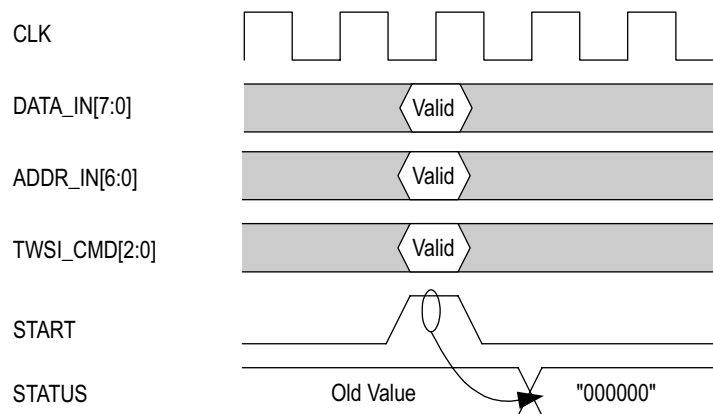 CLK
DATA_IN[7:0] Valid
ADDR_IN[6:0] Valid
TWSI_CMD[2:0] Valid
START
STATUS Old Value "000000"